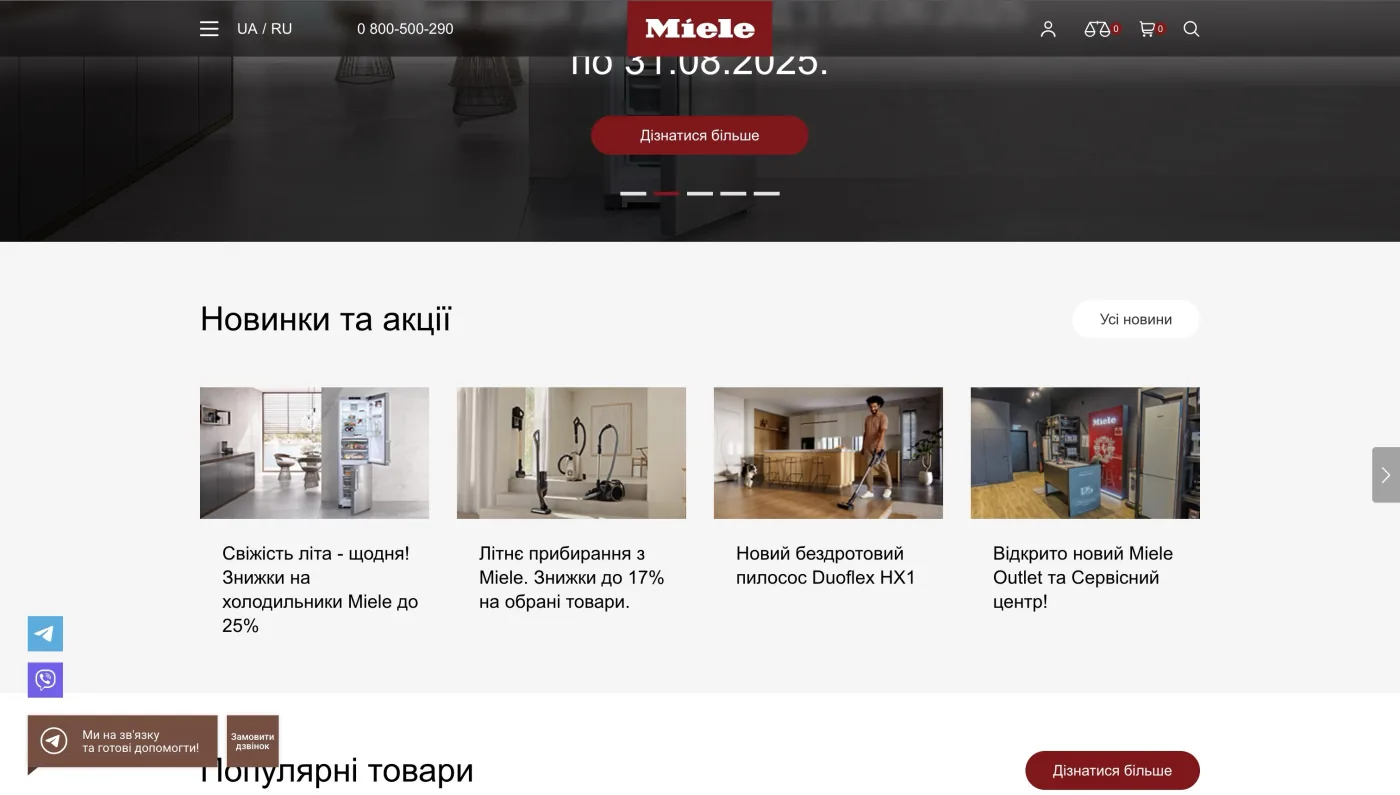 UA / RU
0 800-500-290
Miele
0
0
по 31.08.2025.
Дізнатися більше
Новинки та акції
Усі новини
Свіжість літа - щодня!
Знижки на
холодильники Miele до
25%
Літнє прибирання з
Miele. Знижки до 17%
на обрані товари.
Новий бездротовий
пилосос Duoflex HX1
Miele
Відкрито новий Miele
Outlet та Сервісний
центр!
Ми на зв'язку
та готові допомогти!
Замовити
дзвінок
Популярні товари
Дізнатися більше